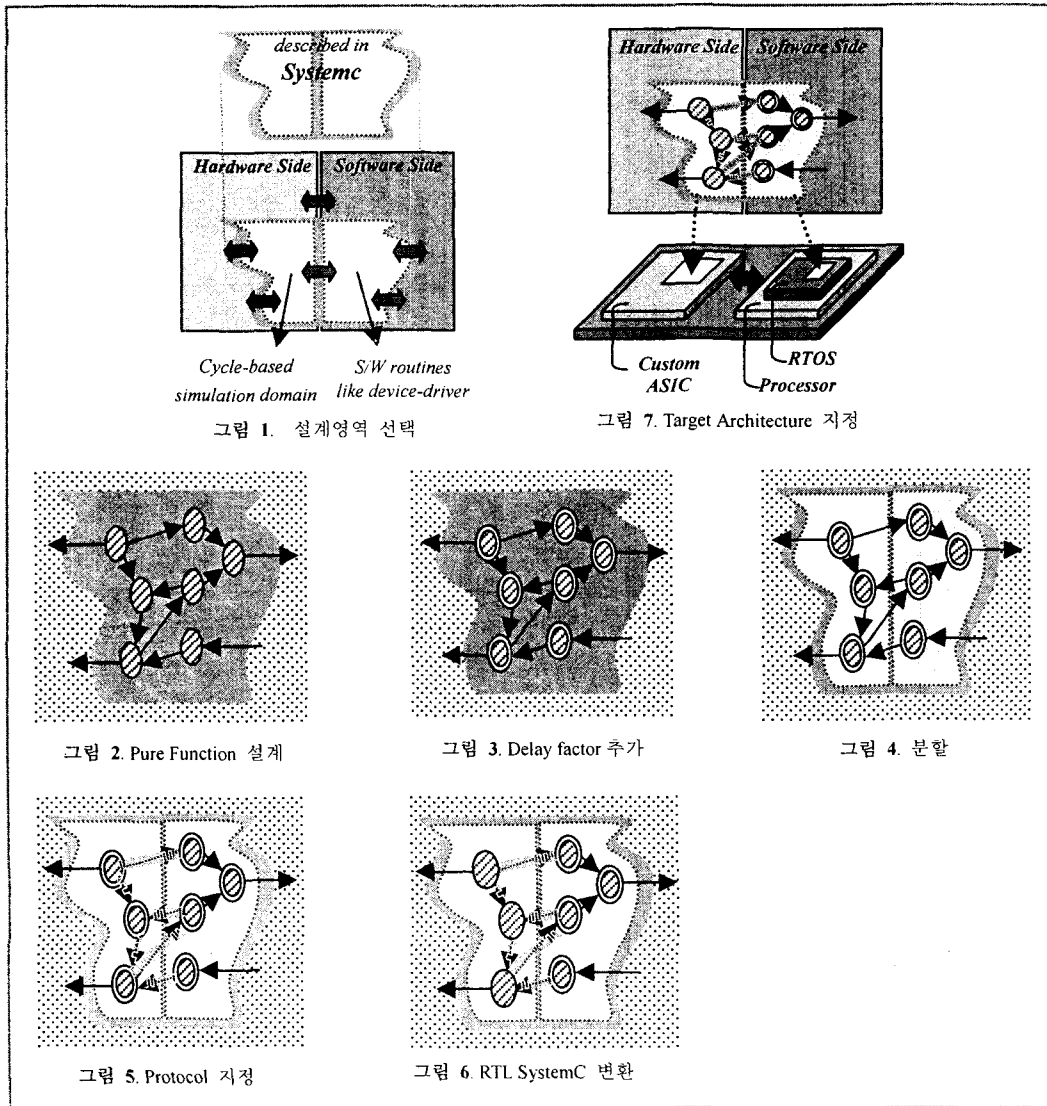 described in
Systemc
Hardware Side
Software Side
Cycle-based
simulation domain
S/W routines
like device-driver
그림 1. 설계영역 선택
Hardware Side
Software Side
Custom
ASIC
RTOS
Processor
그림 7. Target Architecture 지정
그림 2. Pure Function 설계
그림 3. Delay factor 추가
그림 4. 분할
그림 5. Protocol 지정
그림 6. RTL SystemC 변환